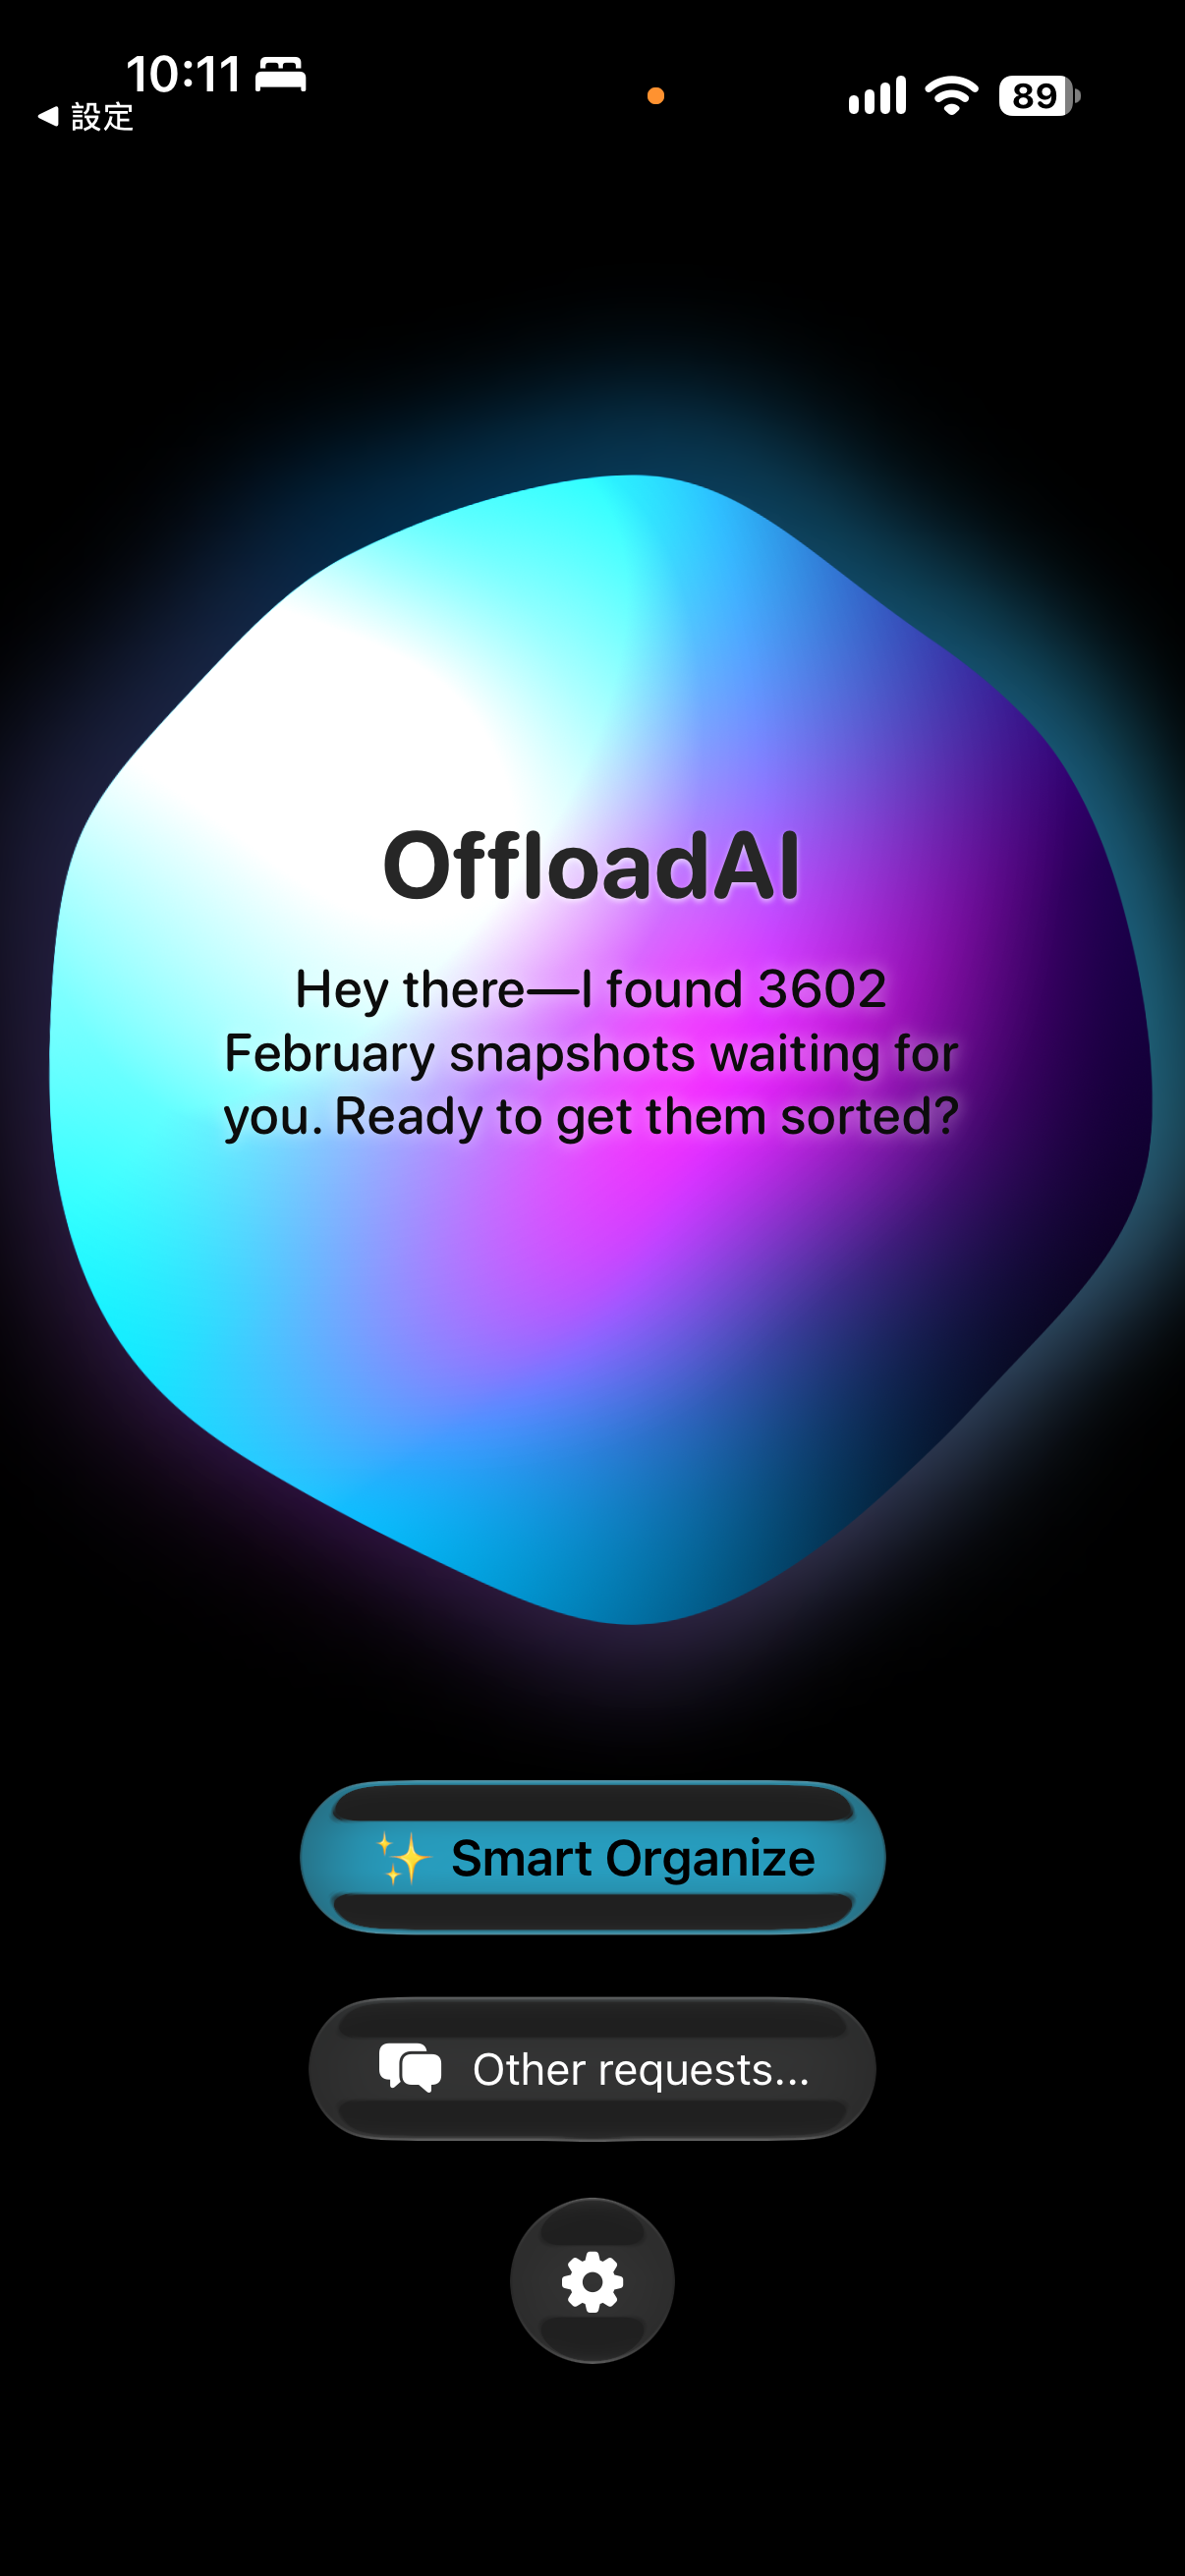 10:11
設定
89
OffloadAI
Hey there—I found 3602
February snapshots waiting for
you. Ready to get them sorted?
✨ Smart Organize
Other requests...